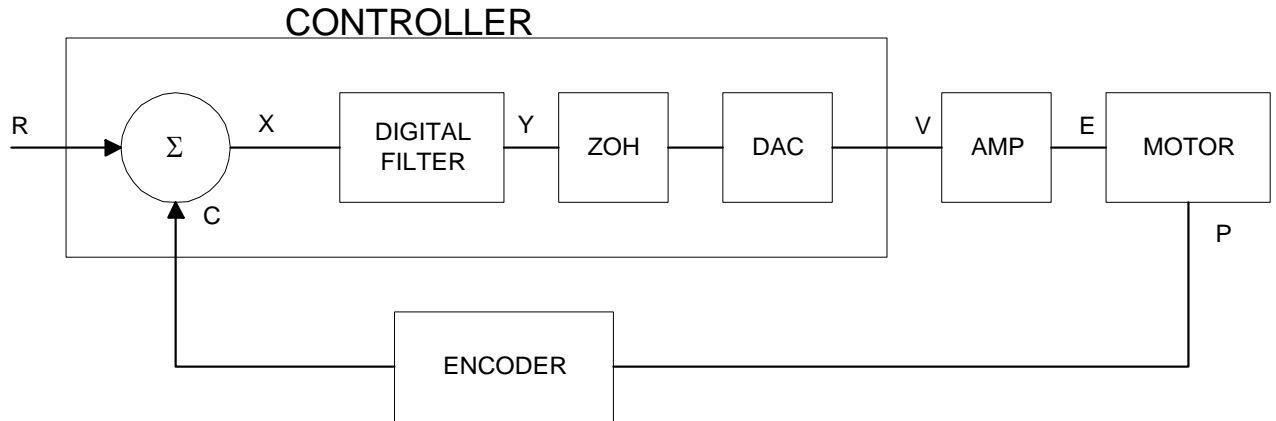 CONTROLLER
R
Σ
X
DIGITAL
FILTER
Y
ZOH
DAC
V
AMP
E
MOTOR
C
P
ENCODER